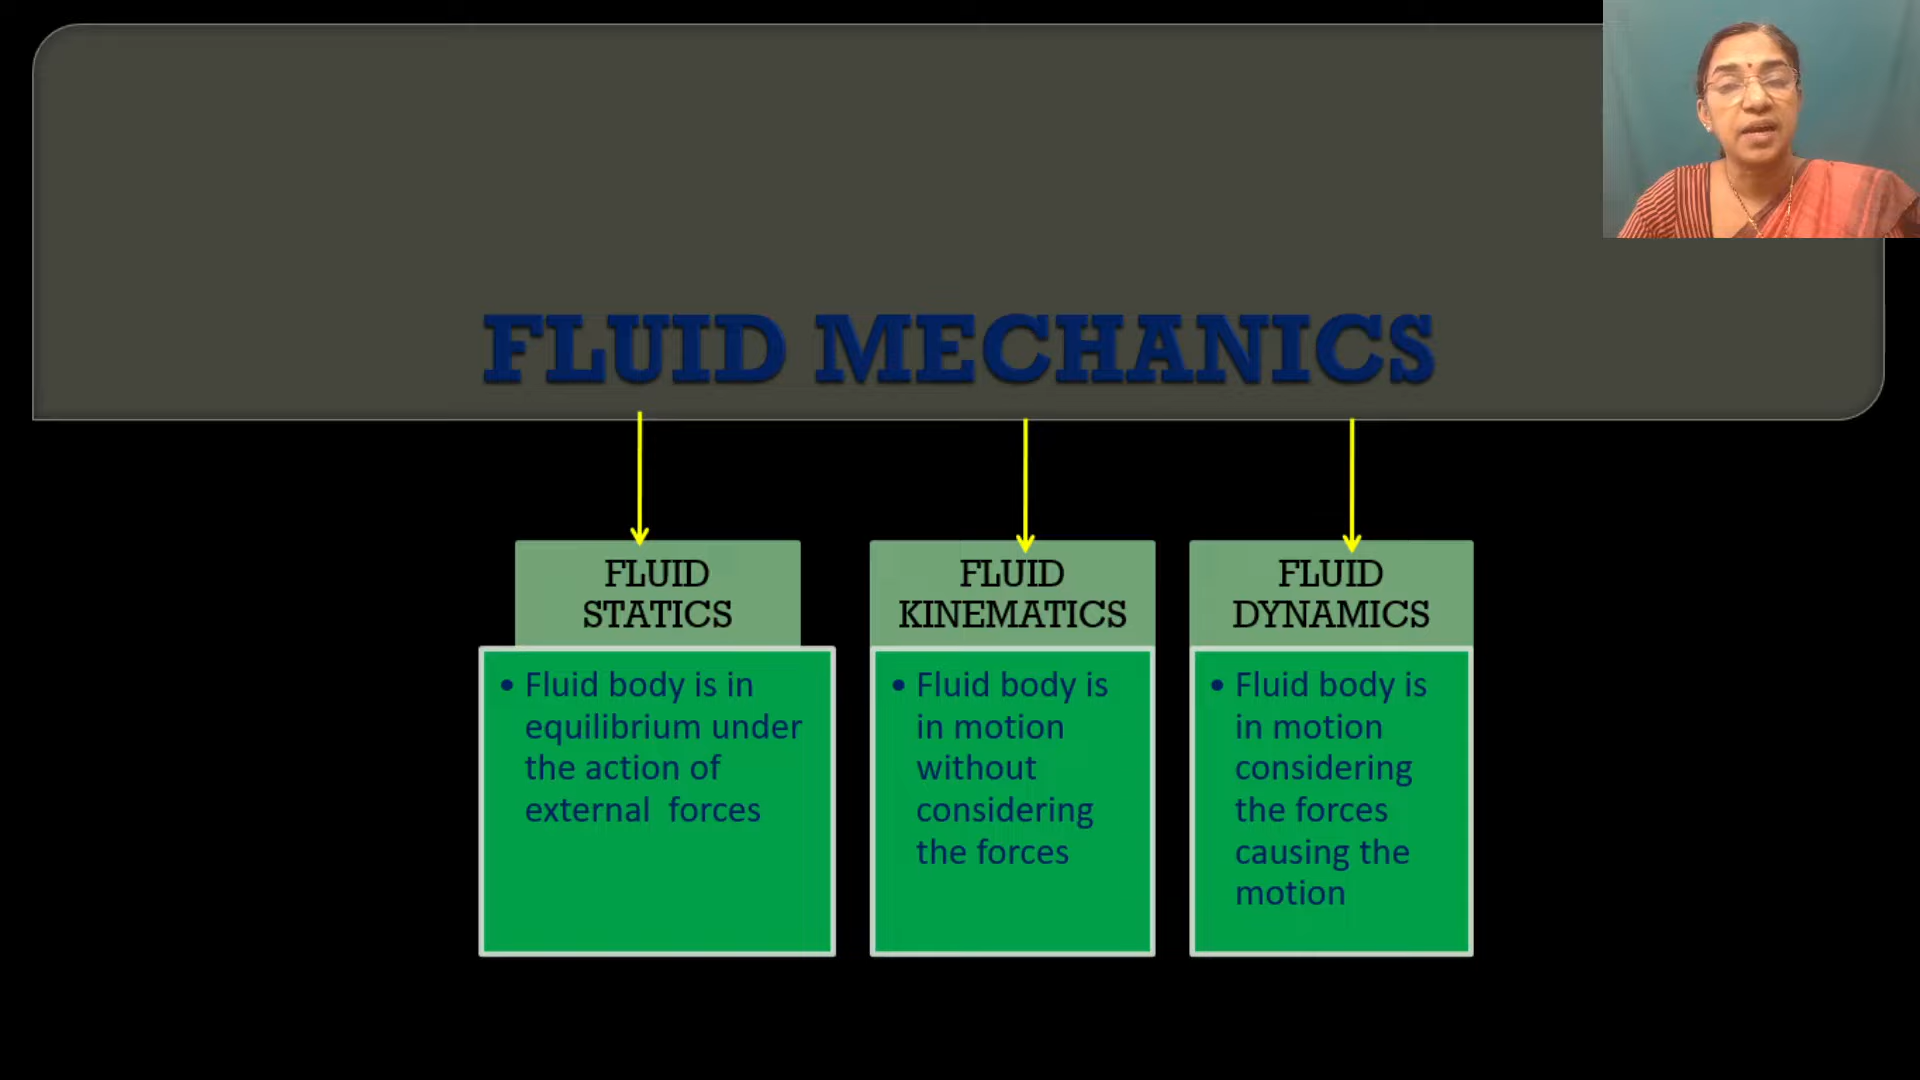 FLUID MECHANICS
FLUID
STATICS
• Fluid body is in
equilibrium under
the action of
external forces
FLUID
KINEMATICS
• Fluid body is
in motion
without
considering
the forces
FLUID
DYNAMICS
• Fluid body is
in motion
considering
the forces
causing the
motion